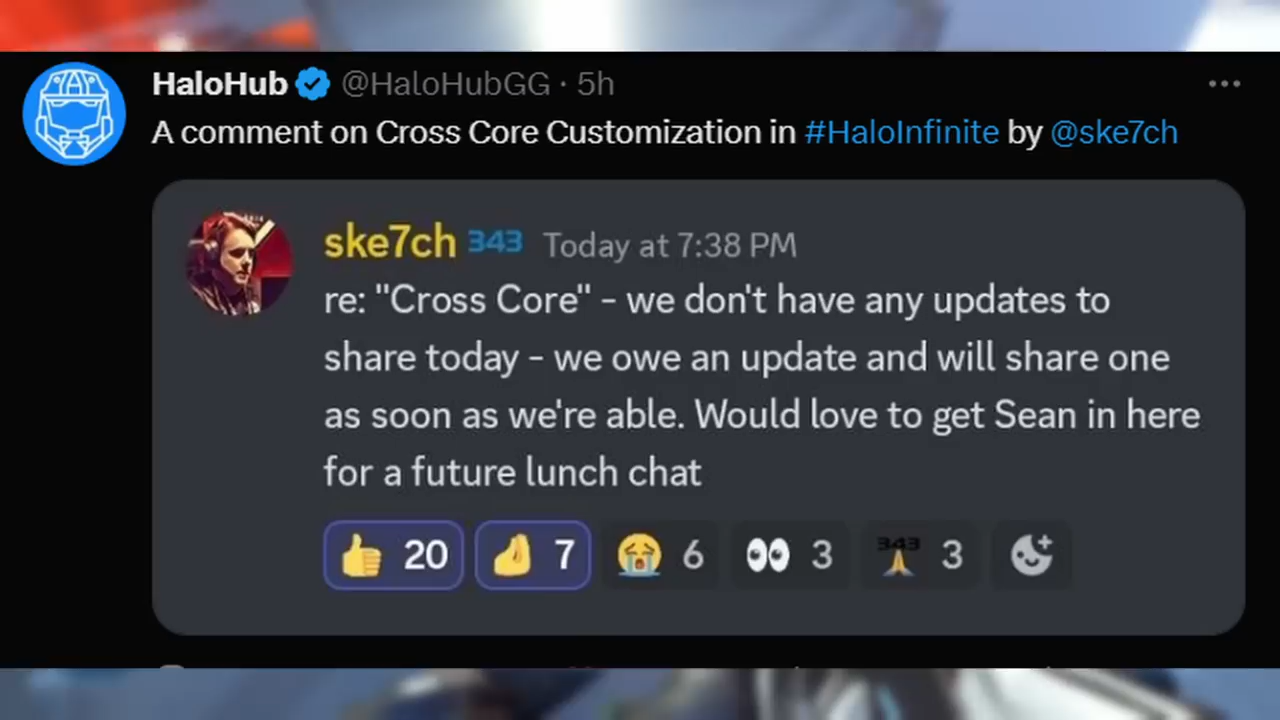 HaloHub @HaloHubGG · 5h
A comment on Cross Core Customization in #HaloInfinite by @ske7ch
ske7ch 343 Today at 7:38 PM
re: "Cross Core" - we don't have any updates to
share today - we owe an update and will share one
as soon as we're able. Would love to get Sean in here
for a future lunch chat
20 7 6 3 343 3